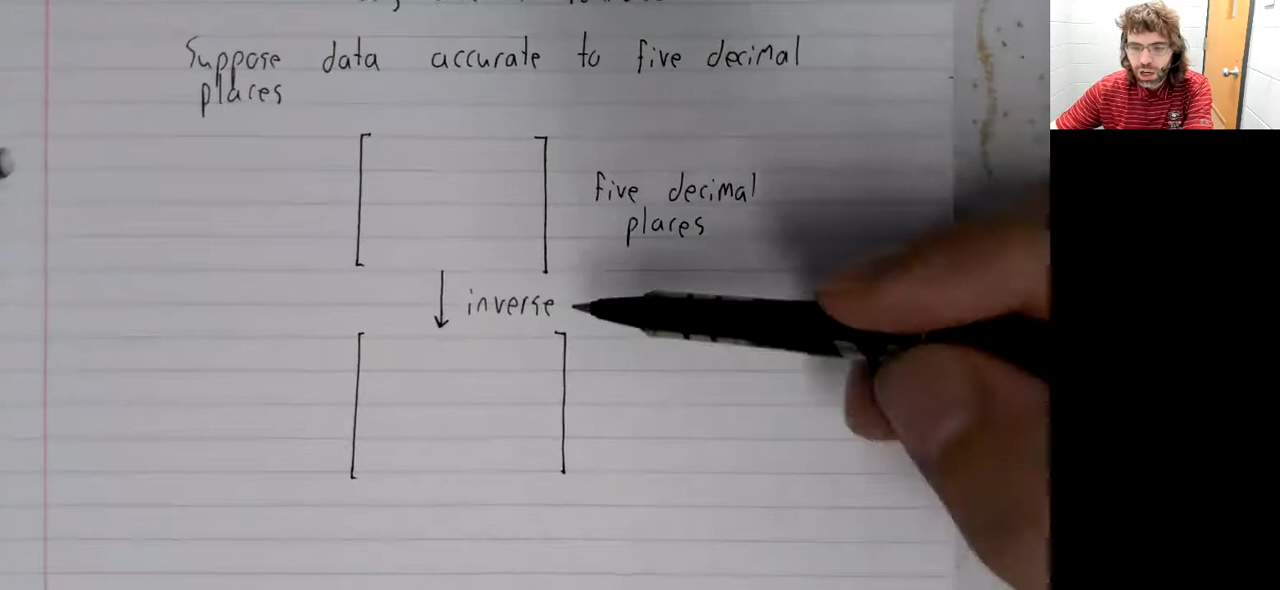 Suppose data accurate to five decimal
places
five decimal
places
inverse